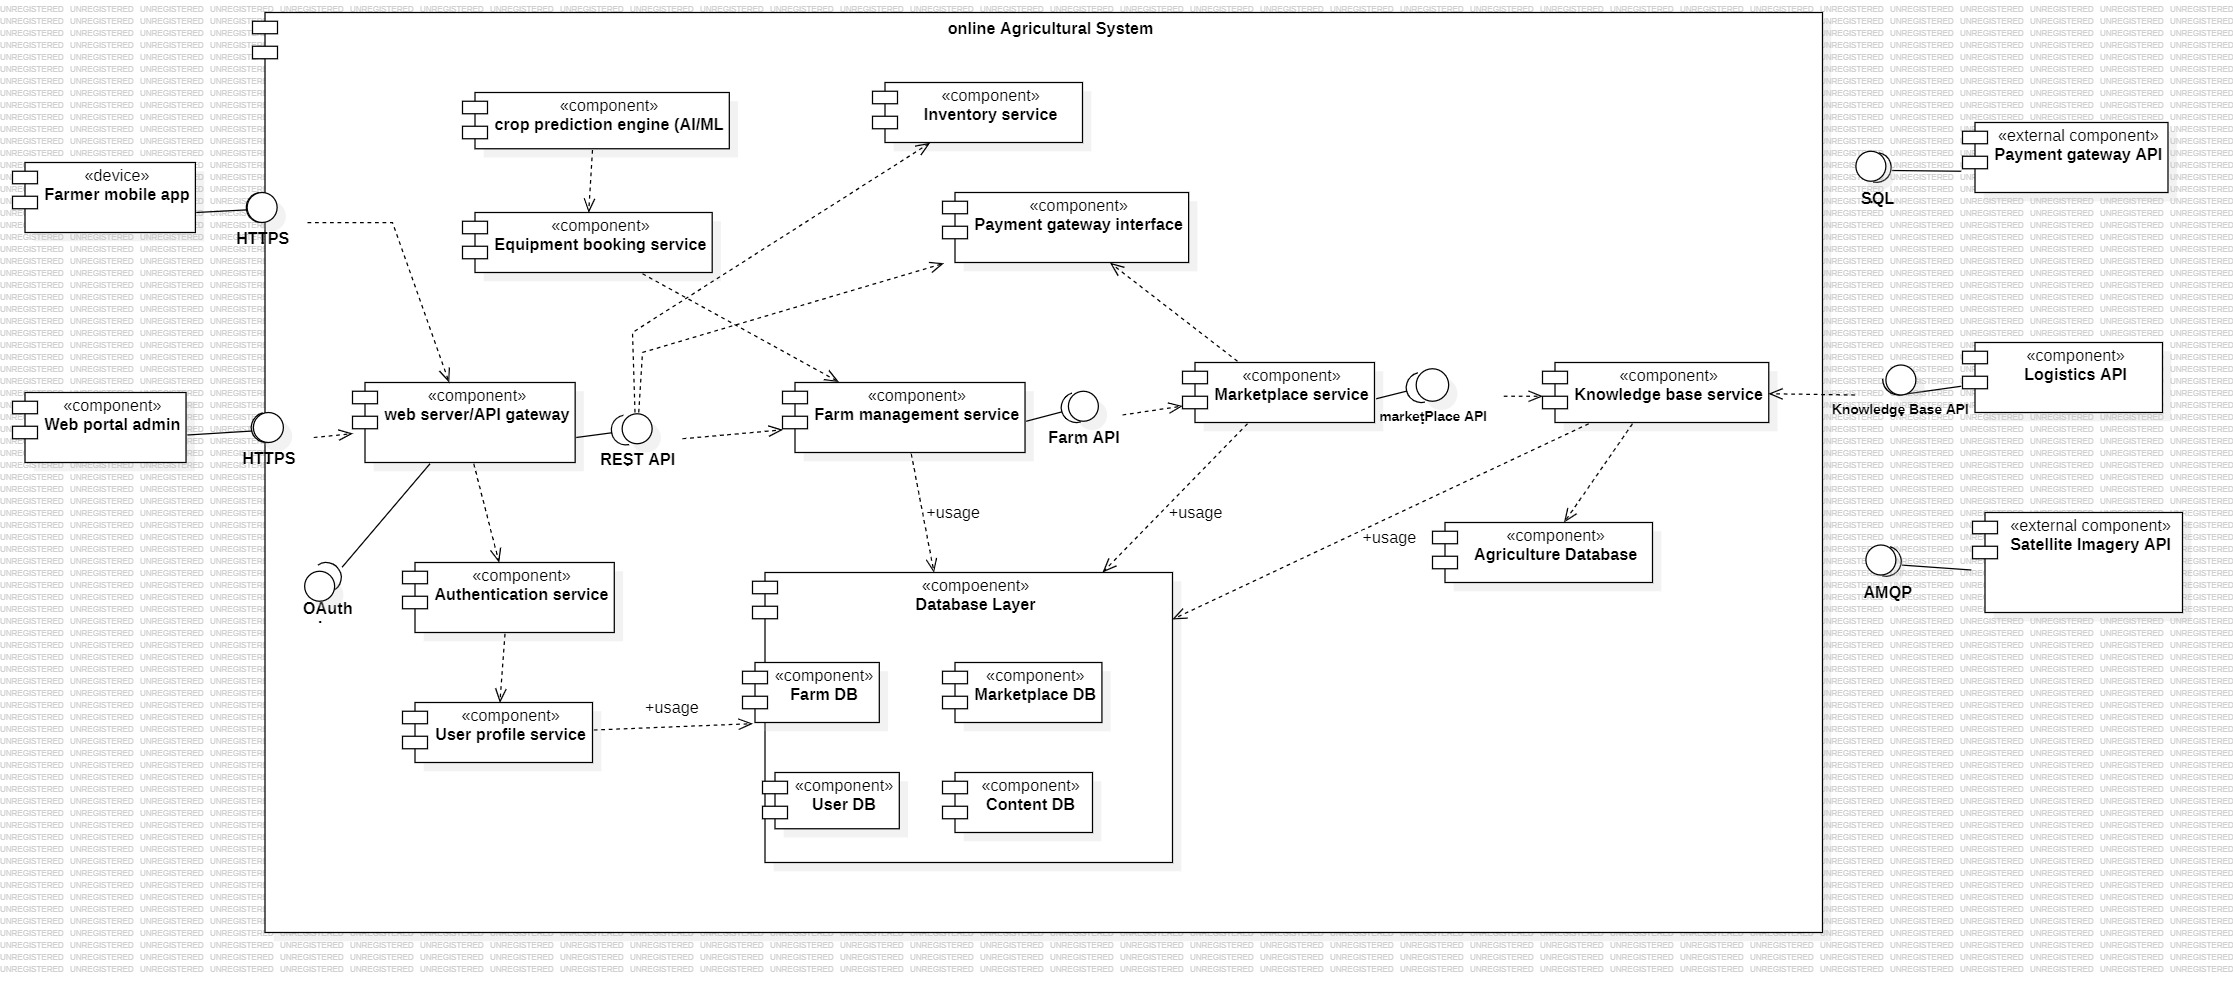 online Agricultural System
«component»
crop prediction engine (AI/ML
«component»
Inventory service
«external component»
Payment gateway API
SQL
«device»
Farmer mobile app
HTTPS
«component»
Equipment booking service
«component»
Payment gateway interface
«component»
Web portal admin
HTTPS
«component»
web server/API gateway
REST API
«component»
Farm management service
Farm API
«component»
Marketplace service
marketPlace API
«component»
Knowledge base service
Knowledge Base API
«component»
Logistics API
+usage
+usage
+usage
«component»
Agriculture Database
«external component»
Satellite Imagery API
AMQP
OAuth
«component»
Authentication service
«compoenent»
Database Layer
«component»
User profile service
+usage
«component»
Farm DB
«component»
Marketplace DB
«component»
User DB
«component»
Content DB
UNREGISTERED